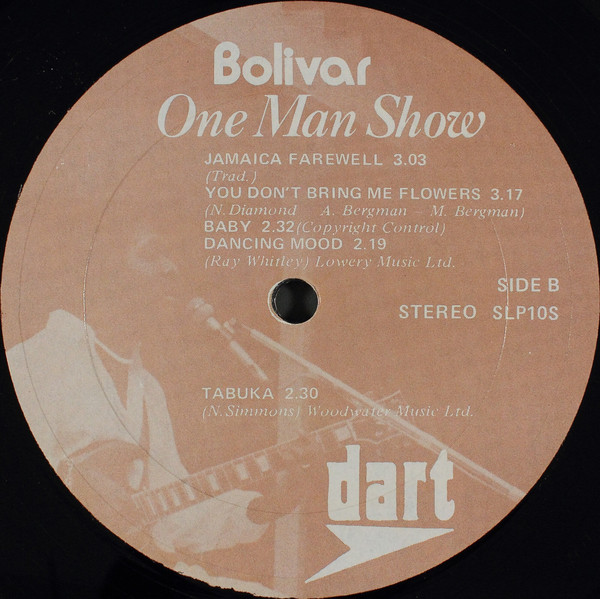 Bolivar
One Man Show
JAMAICA FAREWELL 3.03
(Trad.)
YOU DON'T BRING ME FLOWERS 3.17
(N. Diamond A. Bergman – M. Bergman)
BABY 2.32 (Copyright Control)
DANCING MOOD 2.19
(Ray Whitley) Lowery Music Ltd.
SIDE B
STEREO SLP10S
TABUKA 2.30
(N. Simmons) Woodwater Music Ltd.
dart